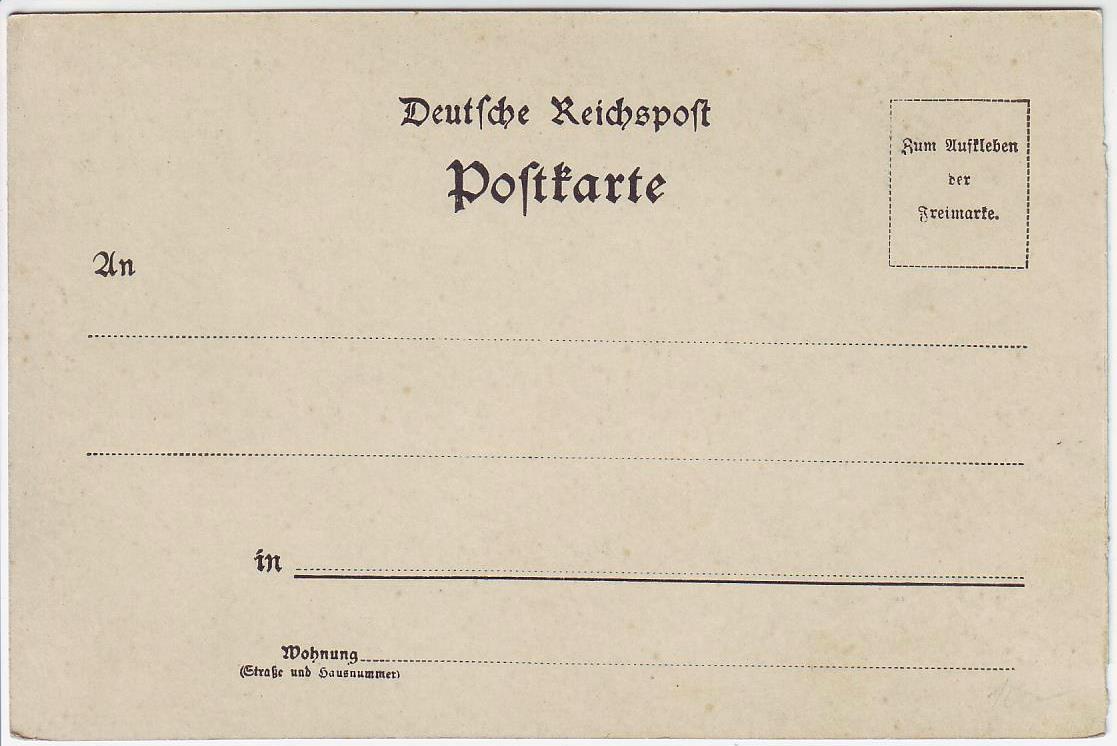 Deutsche Reichspost
Postkarte
Zum Aufkleben
der
Freimarke.
An
in
Wohnung
(Straße und Hausnummer)